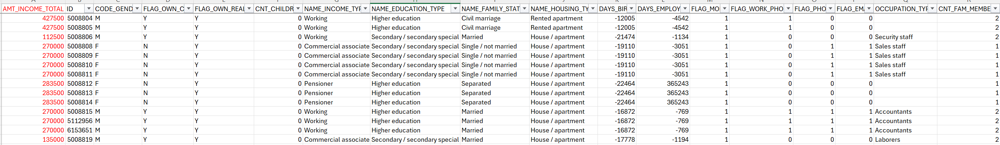 AMT_INCOME_TOTAL ID CODE_GEND FLAG_OWN_C FLAG_OWN_REAL CNT_CHILDR NAME_INCOME_TYP NAME_EDUCATION_TYPE NAME_FAMILY_STAT NAME_HOUSING_TY DAYS_BIR DAYS_EMPLOY FLAG_MO FLAG_WORK_PHO FLAG_PHO FLAG_EM OCCUPATION_TYP CNT_FAM_MEMBE
427500 5008804 M Y Y 0 Working Higher education Civil marriage Rented apartment -12005 -4542 1 1 0 0 2
427500 5008805 M Y Y 0 Working Higher education Civil marriage Rented apartment -12005 -4542 1 1 0 0 2
112500 5008806 M Y Y 0 Working Secondary / secondary special Married House / apartment -21474 -1134 1 0 0 0 Security staff 2
270000 5008808 F N Y 0 Commercial associate Secondary / secondary special Single / not married House / apartment -19110 -3051 1 0 1 1 Sales staff 1
270000 5008809 F N Y 0 Commercial associate Secondary / secondary special Single / not married House / apartment -19110 -3051 1 0 1 1 Sales staff 1
270000 5008810 F N Y 0 Commercial associate Secondary / secondary special Single / not married House / apartment -19110 -3051 1 0 1 1 Sales staff 1
270000 5008811 F N Y 0 Commercial associate Secondary / secondary special Single / not married House / apartment -19110 -3051 1 0 1 1 Sales staff 1
283500 5008812 F N Y 0 Pensioner Higher education Separated House / apartment -22464 365243 1 0 0 0 1
283500 5008813 F N Y 0 Pensioner Higher education Separated House / apartment -22464 365243 1 0 0 0 1
283500 5008814 F N Y 0 Pensioner Higher education Separated House / apartment -22464 365243 1 0 0 0 1
270000 5008815 M Y Y 0 Working Higher education Married House / apartment -16872 -769 1 1 1 1 Accountants 2
270000 5112956 M Y Y 0 Working Higher education Married House / apartment -16872 -769 1 1 1 1 Accountants 2
270000 6153651 M Y Y 0 Working Higher education Married House / apartment -16872 -769 1 1 1 1 Accountants 2
135000 5008819 M Y Y 0 Commercial associate Secondary / secondary special Married House / apartment -17778 -1194 1 0 0 0 Laborers 2